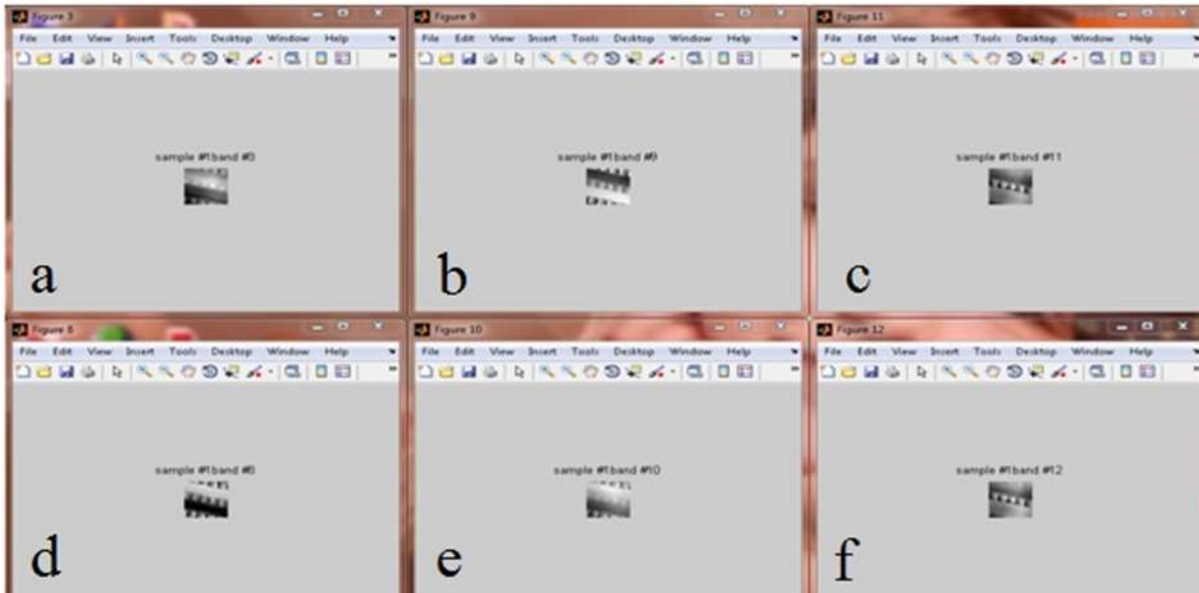 Figure 3
File Edit View Insert Tools Desktop Window Help
sample #1band #3
a
Figure 9
File Edit View Insert Tools Desktop Window Help
sample #1band #9
b
Figure 11
File Edit View Insert Tools Desktop Window Help
sample #1band #11
c
Figure
File Edit View Insert Tools Desktop Window Help
sample #1band
d
Figure 10
File Edit View Insert Tools Desktop Window Help
sample #1band #10
e
Figure 12
File Edit View Insert Tools Desktop Window Help
sample #1band #12
f